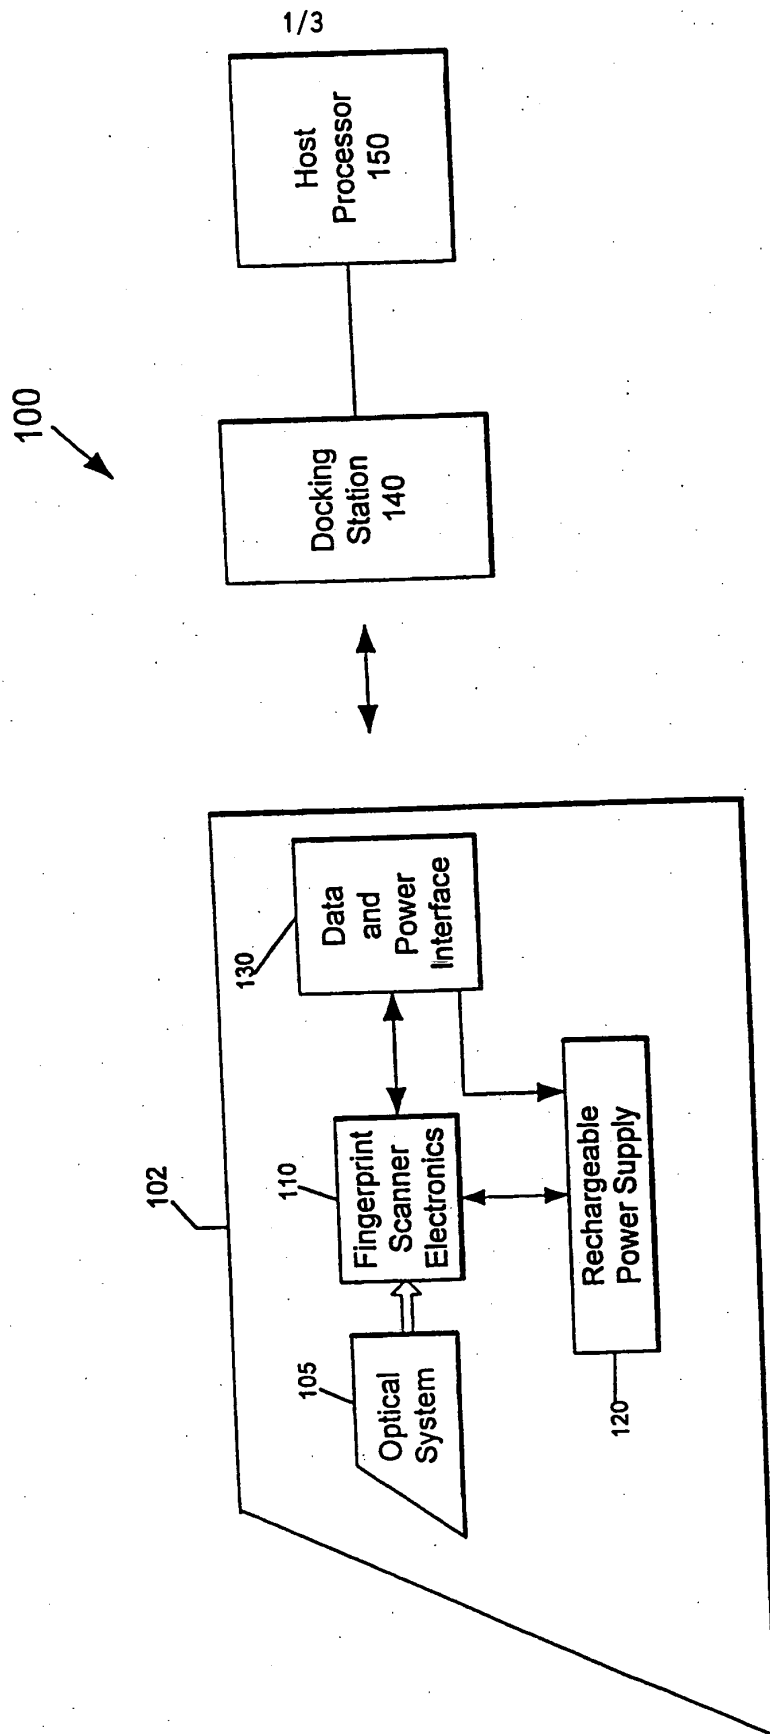 1/3
100
102
130
Data
and
Power
Interface
110
Fingerprint
Scanner
Electronics
105
Optical
System
Rechargeable
Power Supply
120
Docking
Station
140
Host
Processor
150